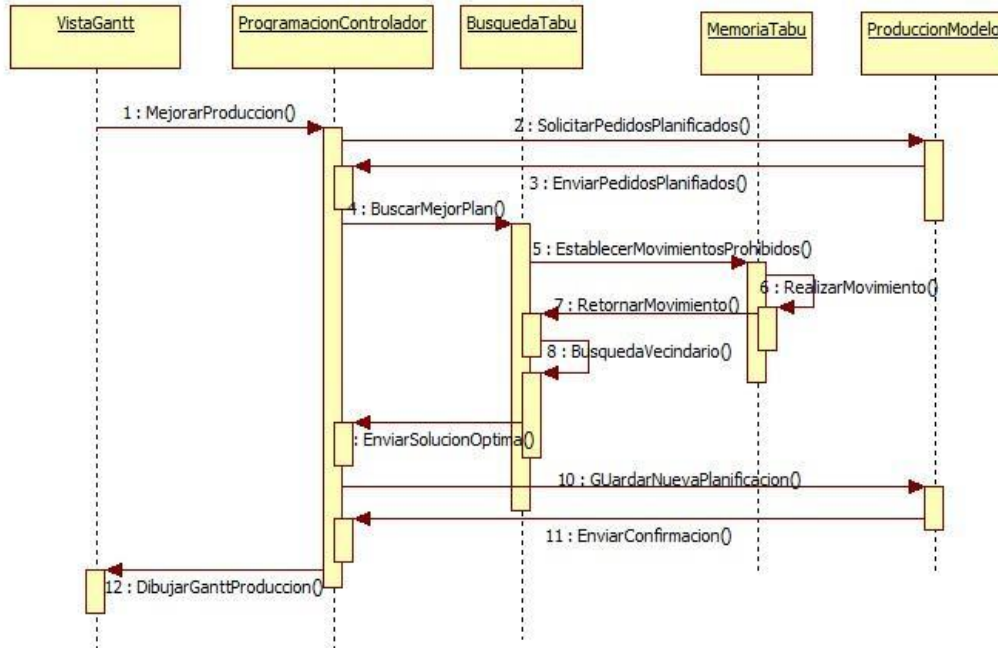 VistaGantt
ProgramacionControlador
BusquedaTabu
MemoriaTabu
ProduccionModelo
1 : MejorarProduccion()
2 : SolicitarPedidosPlanificados()
3 : EnviarPedidosPlanifiados()
4 : BuscarMejorPlan()
5 : EstablecerMovimientosProhibidos()
6 : RealizarMovimiento()
7 : RetornarMovimiento()
8 : BusquedaVecindario()
: EnviarSolucionOptima()
10 : GUardarNuevaPlanificacion()
11 : EnviarConfirmacion()
12 : DibujarGanttProduccion()